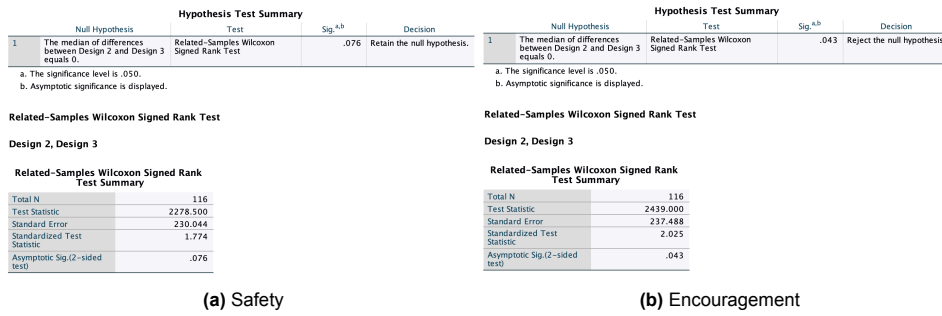 Hypothesis Test Summary
Null Hypothesis Test Sig.a,b Decision
1 The median of differences between Design 2 and Design 3 equals 0. Related-Samples Wilcoxon Signed Rank Test .076 Retain the null hypothesis.
a. The significance level is .050.
b. Asymptotic significance is displayed.
Related-Samples Wilcoxon Signed Rank Test
Design 2, Design 3
Related-Samples Wilcoxon Signed Rank
Test Summary
Total N 116
Test Statistic 2278.500
Standard Error 230.044
Standardized Test Statistic 1.774
Asymptotic Sig.(2-sided test) .076
(a) Safety
Hypothesis Test Summary
Null Hypothesis Test Sig.a,b Decision
1 The median of differences between Design 2 and Design 3 equals 0. Related-Samples Wilcoxon Signed Rank Test .043 Reject the null hypothesis
a. The significance level is .050.
b. Asymptotic significance is displayed.
Related-Samples Wilcoxon Signed Rank Test
Design 2, Design 3
Related-Samples Wilcoxon Signed Rank
Test Summary
Total N 116
Test Statistic 2439.000
Standard Error 237.488
Standardized Test Statistic 2.025
Asymptotic Sig.(2-sided test) .043
(b) Encouragement